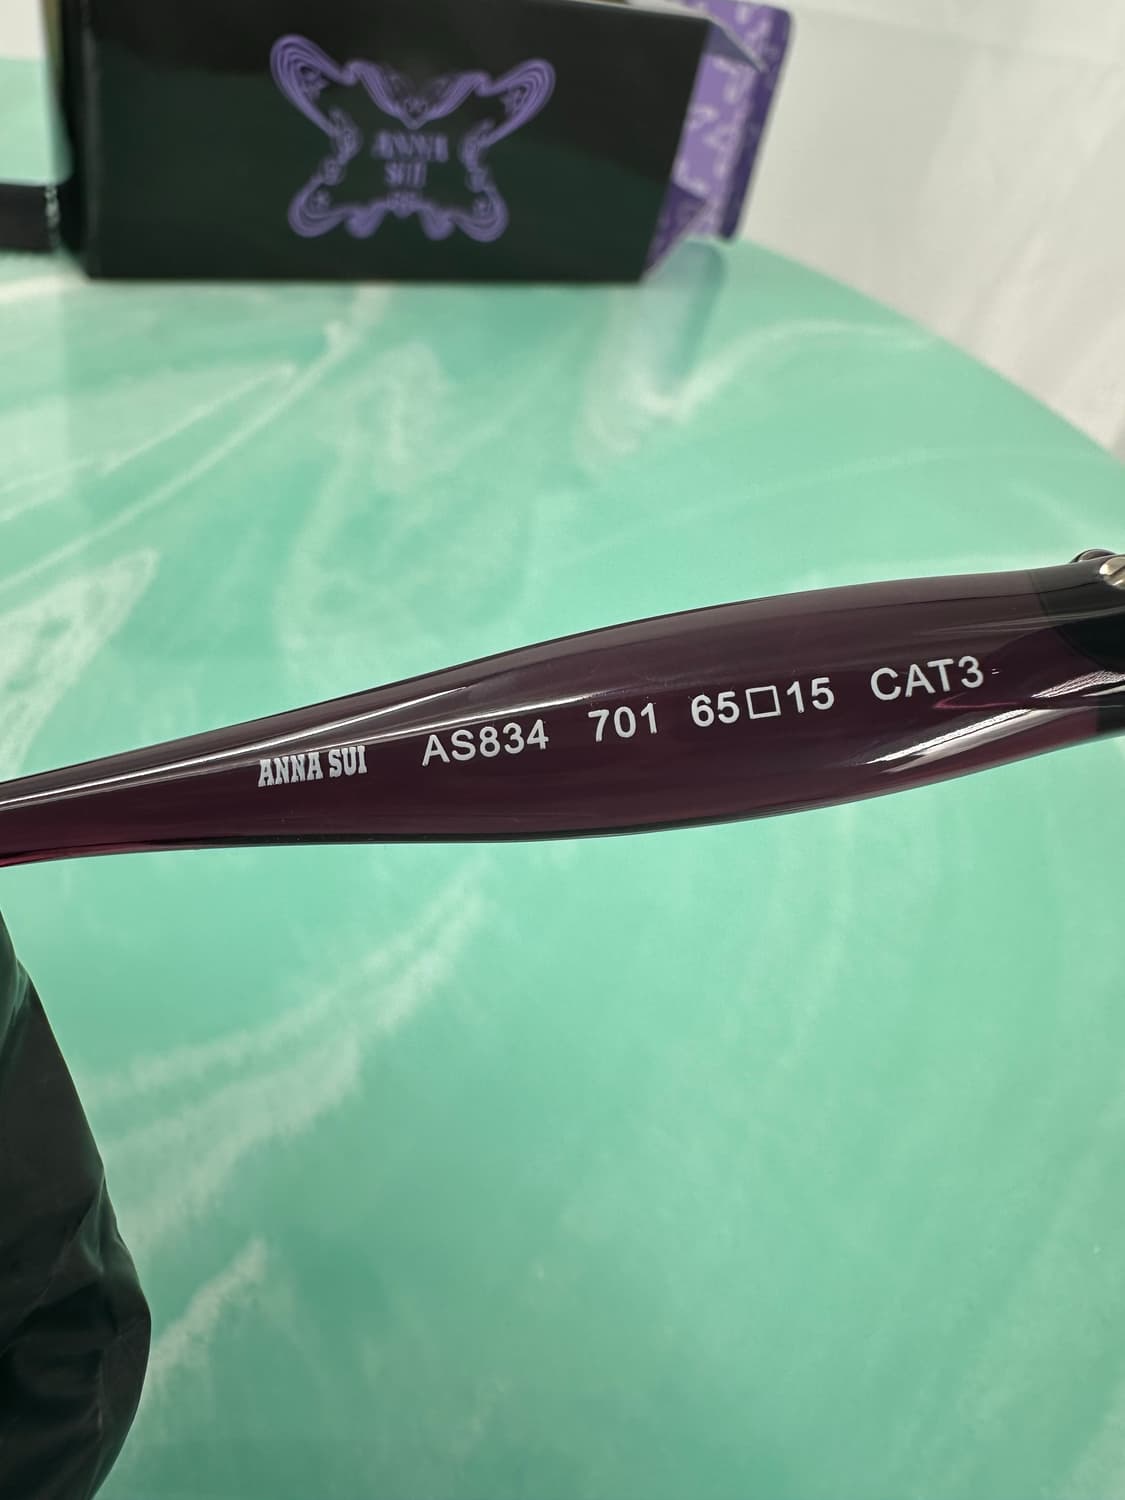 ANNA
SUI
ANNA SUI AS834 701 65□15 CAT3